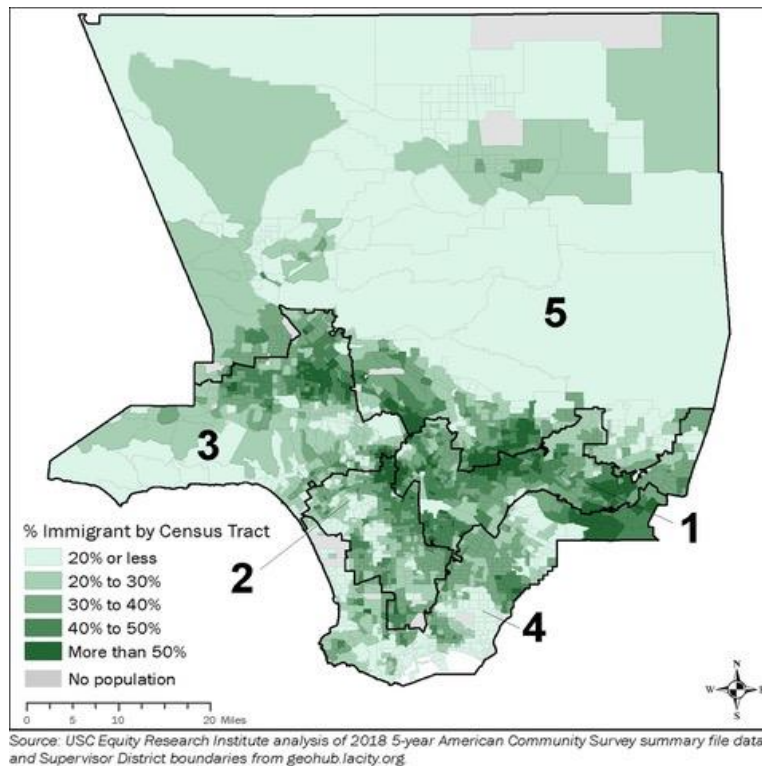 5
3
1
% Immigrant by Census Tract
20% or less
2
20% to 30%
30% to 40%
40% to 50%
4
More than 50%
No population
N
W E
S
0 5 10 20 Miles
Source: USC Equity Research Institute analysis of 2018 5-year American Community Survey summary file data
and Supervisor District boundaries from geohub.lacity.org.